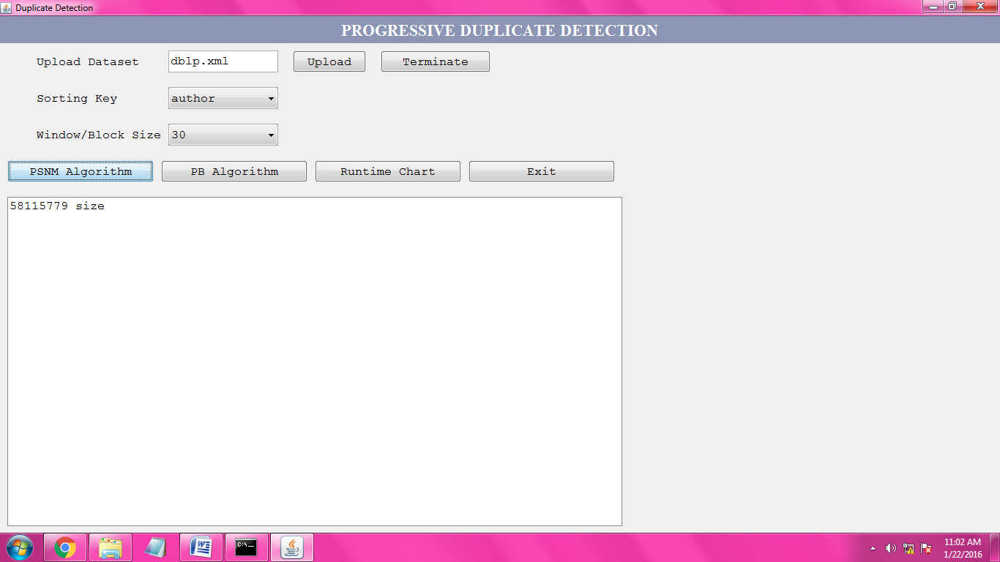 Duplicate Detection
PROGRESSIVE DUPLICATE DETECTION
Upload Dataset dblp.xml Upload Terminate
Sorting Key author
Window/Block Size 30
PSNM Algorithm PB Algorithm Runtime Chart Exit
58115779 size
C:\_
11:02 AM
1/22/2016